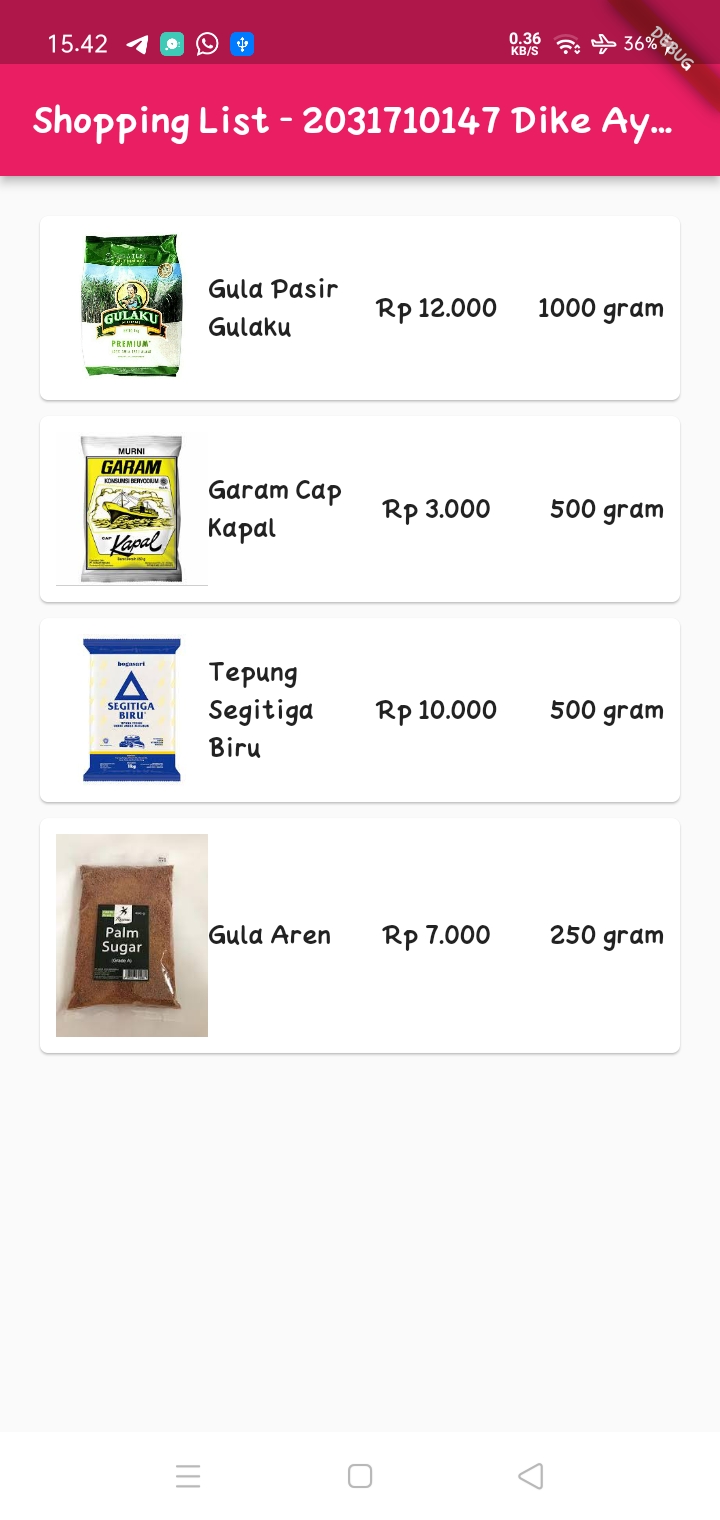 15.42
0.36
KB/S
36%
DEBUG
Shopping List - 2031710147 Dike Ay...
GULAKU
PREMIUM
Gula Pasir
Gulaku
Rp 12.000
1000 gram
MURNI
GARAM
KONSUMSI BERYODIUM
CAP
Kapal
Garam Cap
Kapal
Rp 3.000
500 gram
bogasari
SEGITIGA
BIRU
1kg
Tepung
Segitiga
Biru
Rp 10.000
500 gram
Palm
Sugar
(Grade A)
Gula Aren
Rp 7.000
250 gram